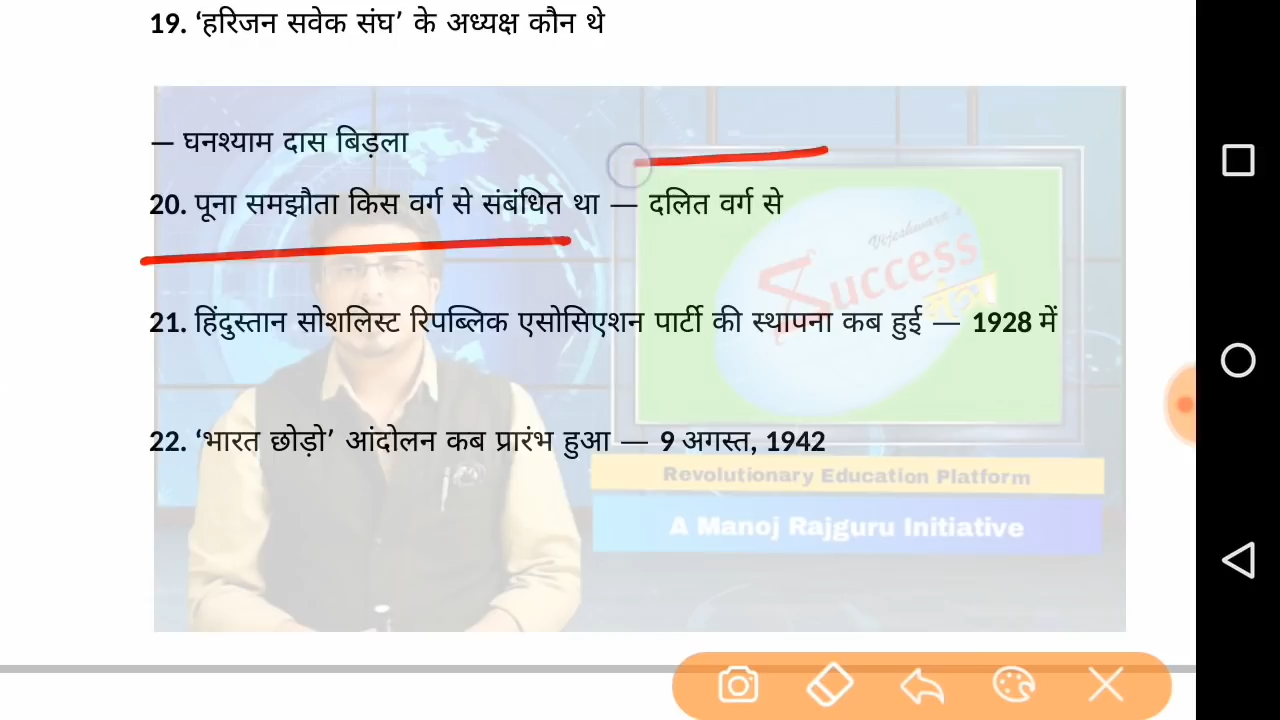 19. ‘हरिजन सवेक संघ’ के अध्यक्ष कौन थे
— घनश्याम दास बिड़ला
20. पूना समझौता किस वर्ग से संबंधित था — दलित वर्ग से
Vijeshwara's
Success
मंत्रा
21. हिंदुस्तान सोशलिस्ट रिपब्लिक एसोसिएशन पार्टी की स्थापना कब हुई — 1928 में
22. ‘भारत छोड़ो’ आंदोलन कब प्रारंभ हुआ — 9 अगस्त, 1942
Revolutionary Education Platform
A Manoj Rajguru Initiative